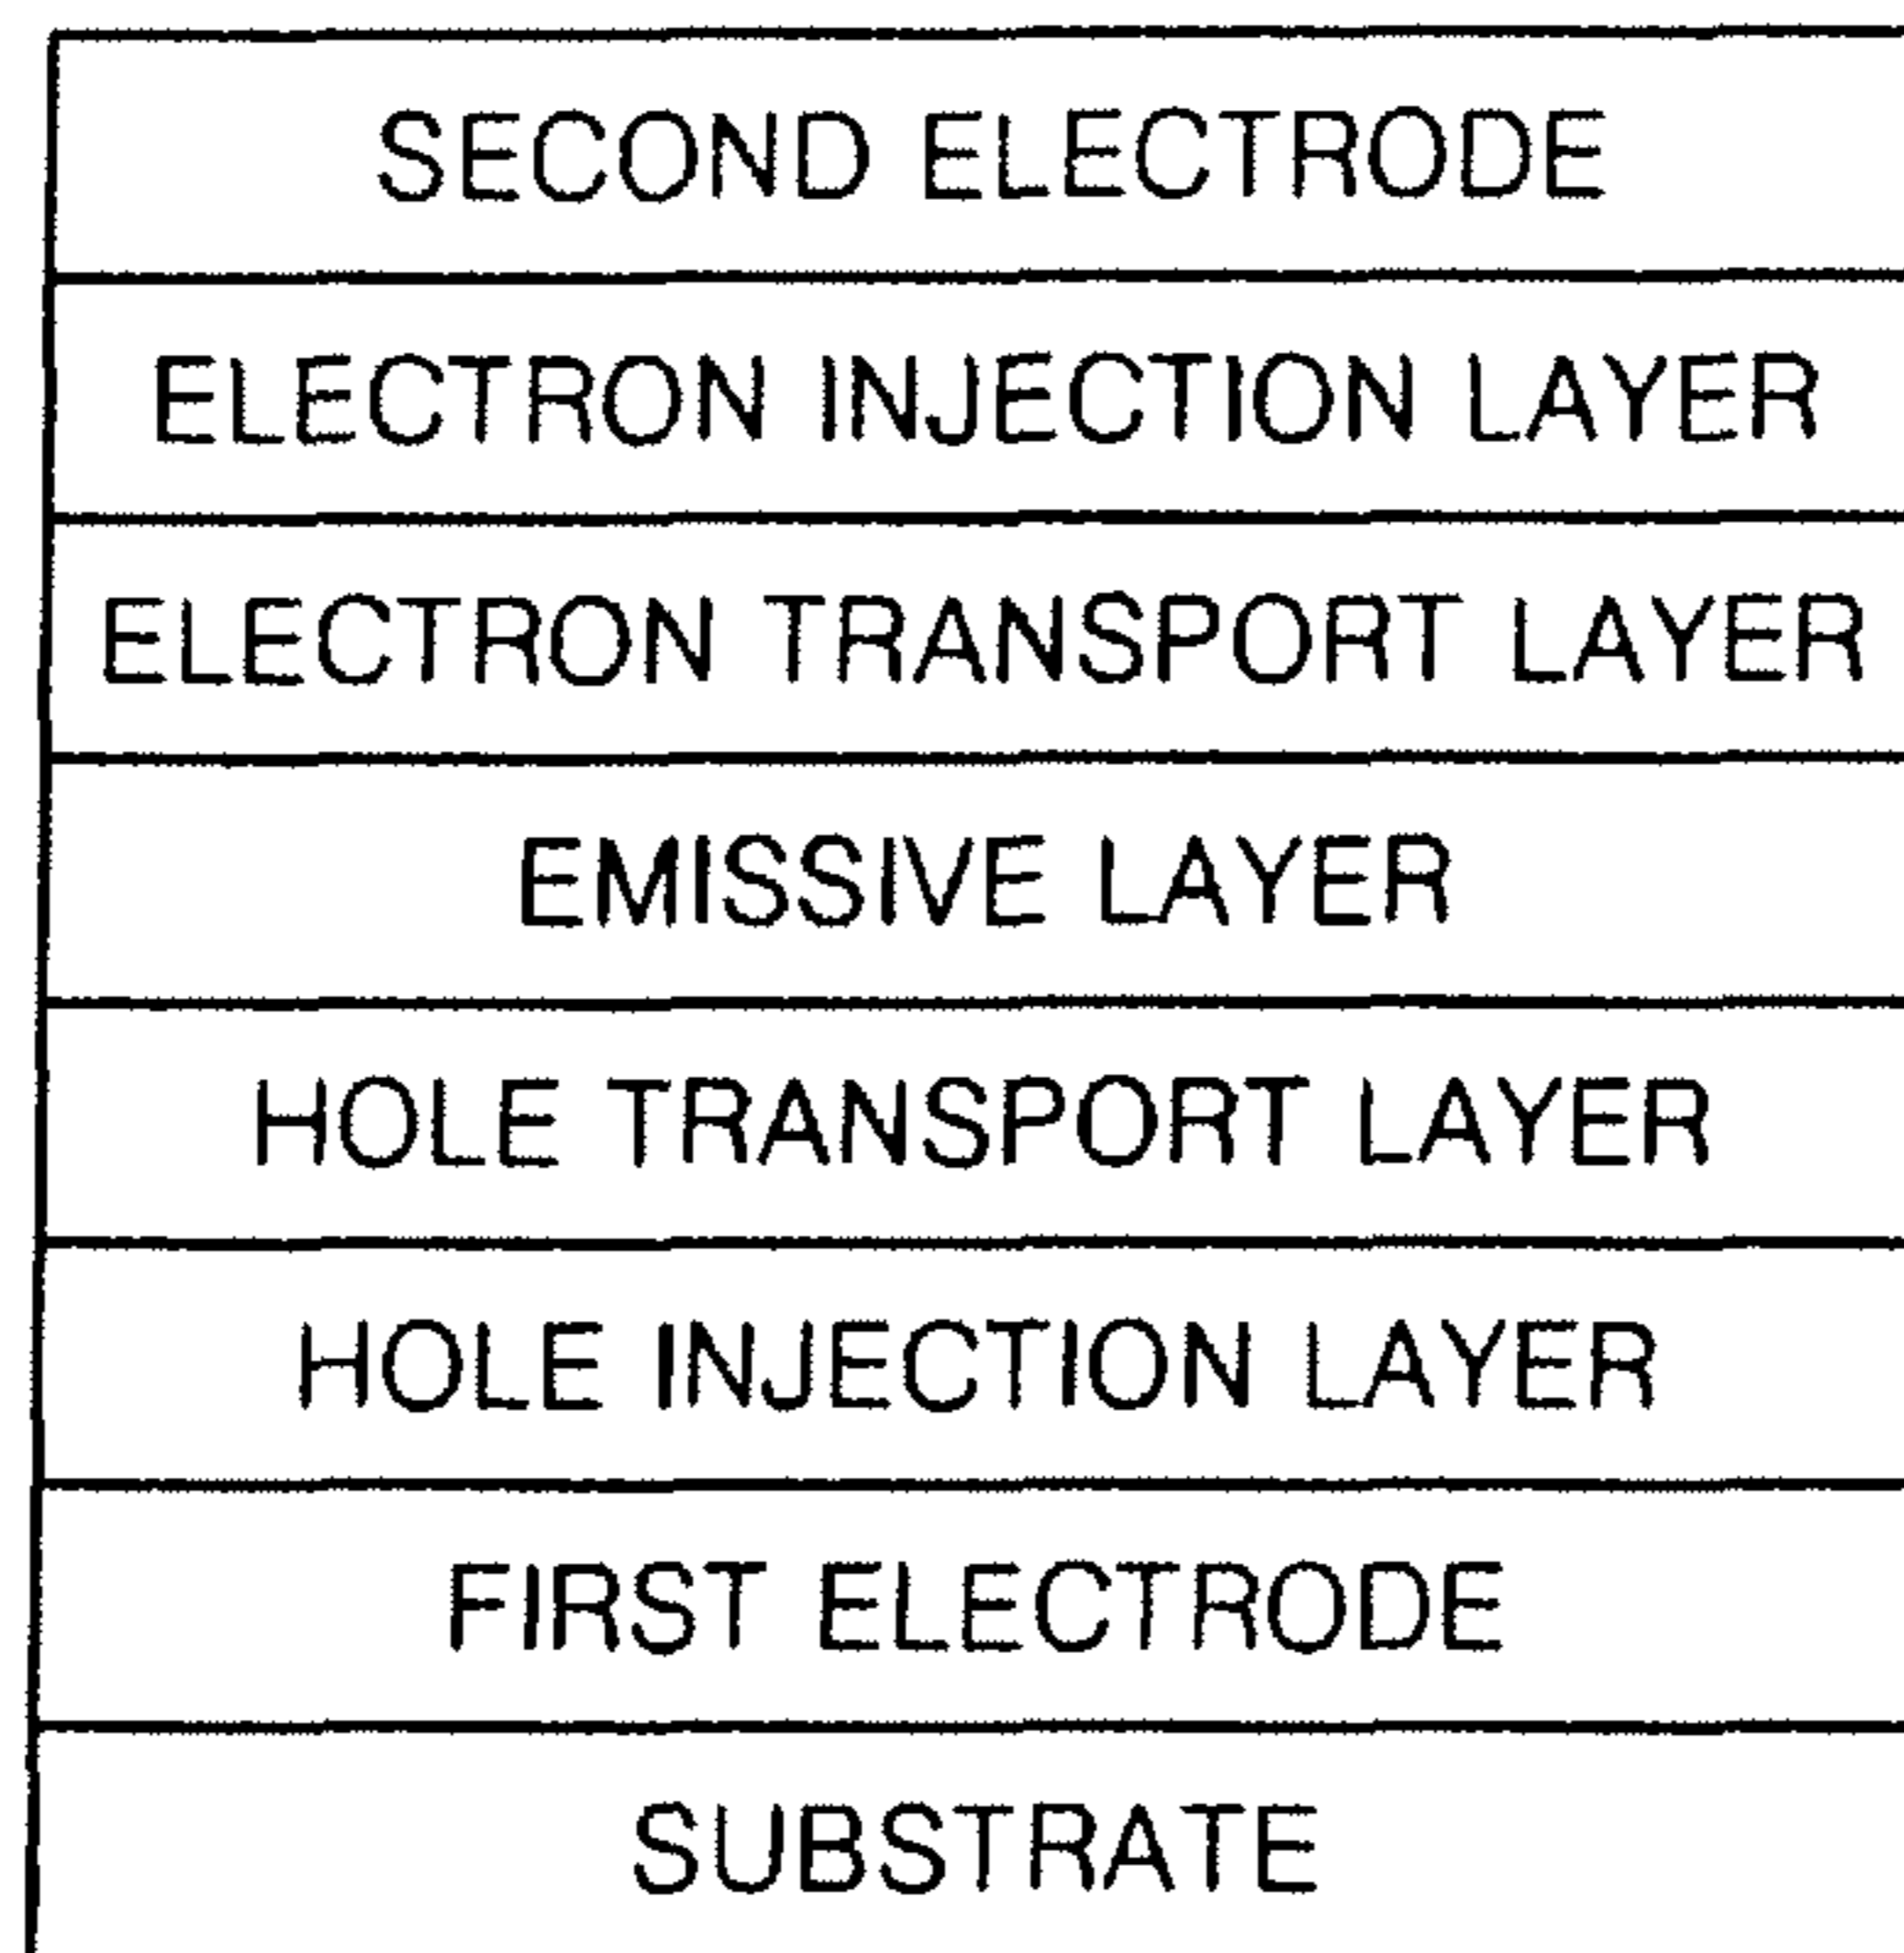 SECOND ELECTRODE
ELECTRON INJECTION LAYER
ELECTRON TRANSPORT LAYER
EMISSIVE LAYER
HOLE TRANSPORT LAYER
HOLE INJECTION LAYER
FIRST ELECTRODE
SUBSTRATE